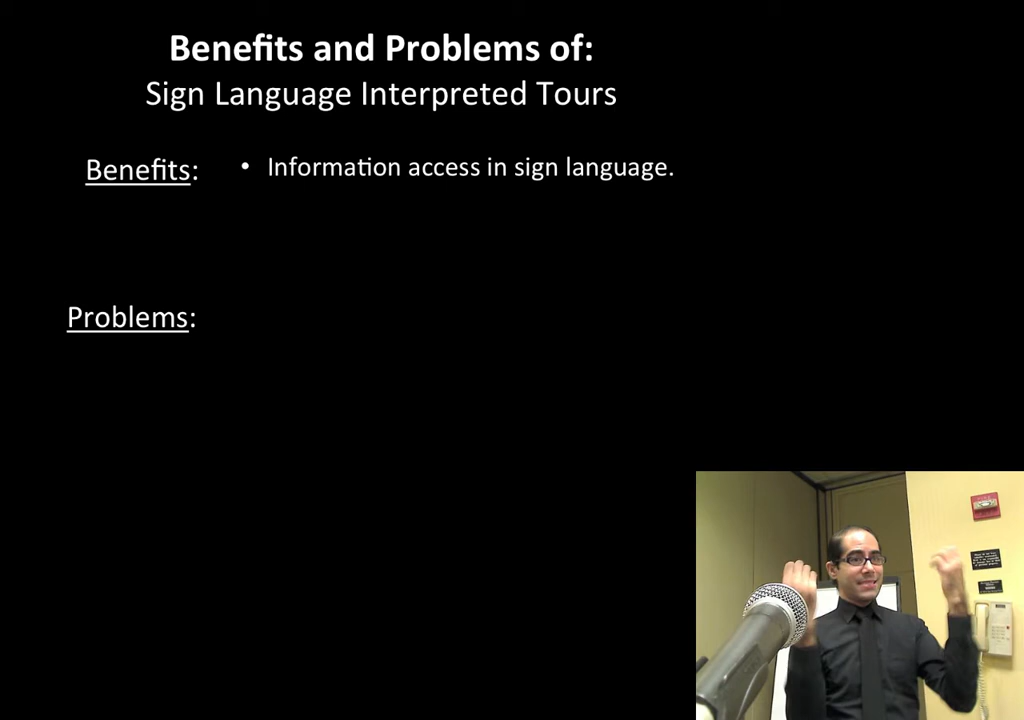 Benefits and Problems of:
Sign Language Interpreted Tours
Benefits: • Information access in sign language.
Problems: